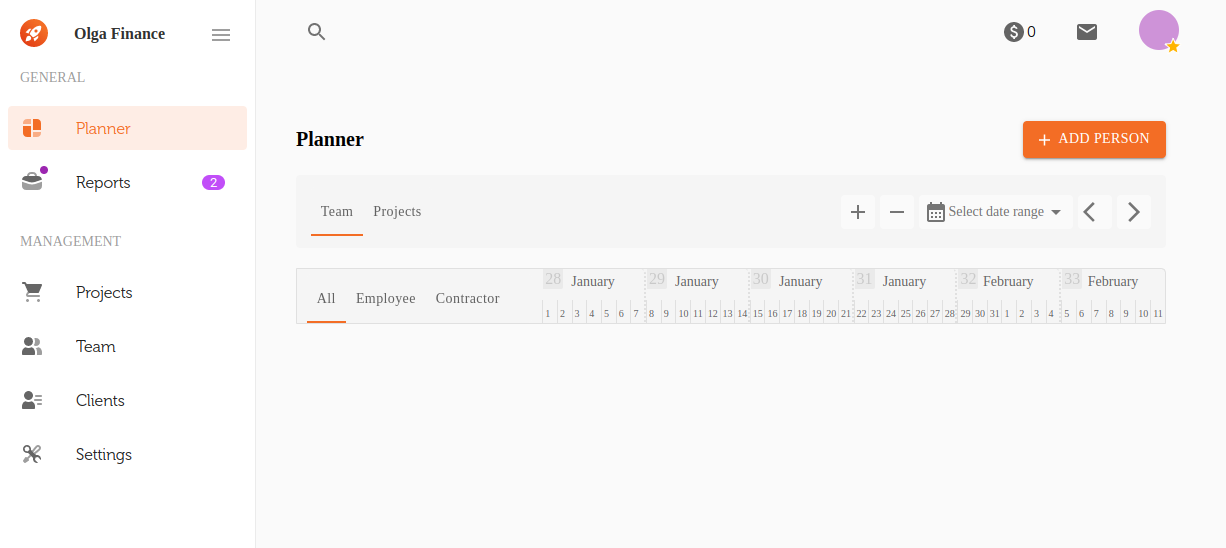 Olga Finance
0
GENERAL
Planner
Reports 2
MANAGEMENT
Projects
Team
Clients
Settings
Planner
ADD PERSON
Team Projects
Select date range
All Employee Contractor
28 January 29 January 30 January 31 January 32 February 33 February
1 2 3 4 5 6 7 8 9 10 11 12 13 14 15 16 17 18 19 20 21 22 23 24 25 26 27 28 29 30 31 1 2 3 4 5 6 7 8 9 10 11